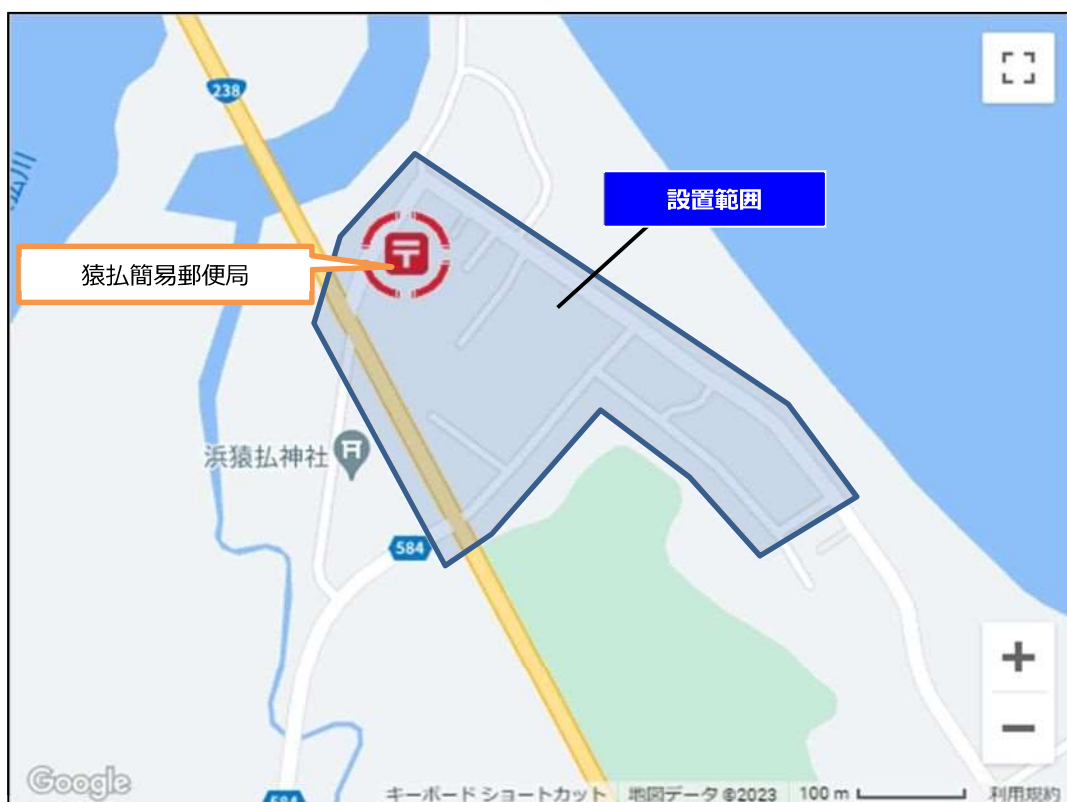 238
設置範囲
猿払簡易郵便局
浜猿払神社
584
Google
キーボード ショートカット
地図データ ©2023
100 m
利用規約